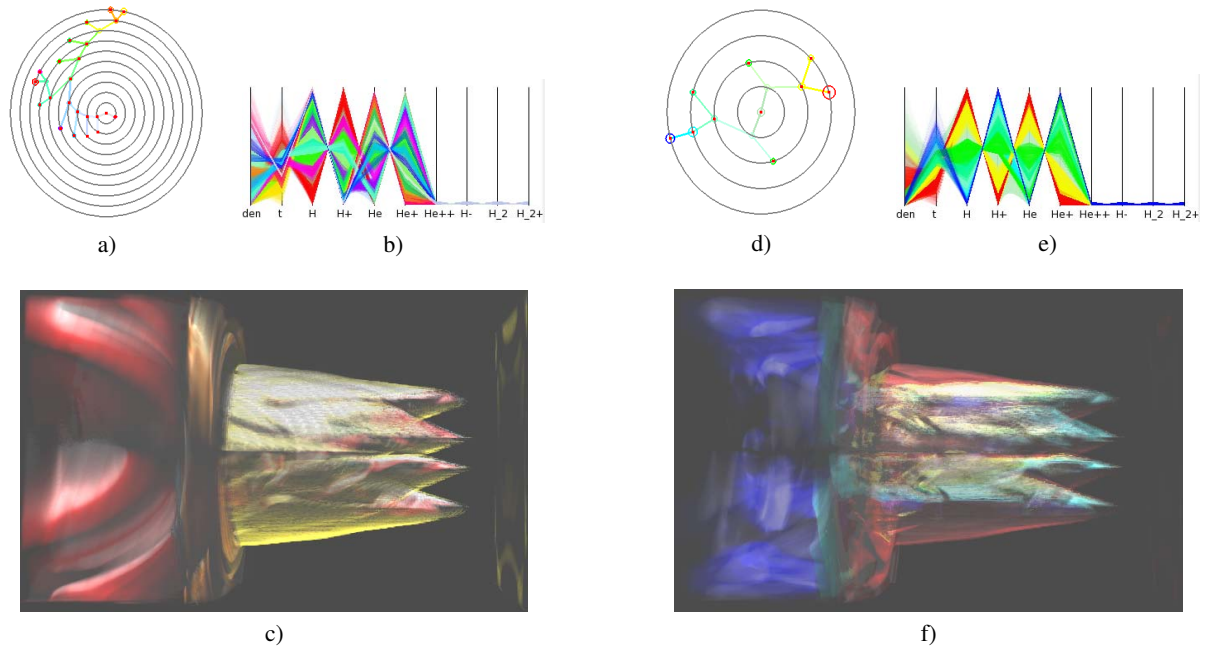 den t H H+ He He+ He++ H- H_2 H_2+
a)
b)
den t H H+ He He+ He++ H- H_2 H_2+
d)
e)
c)
f)